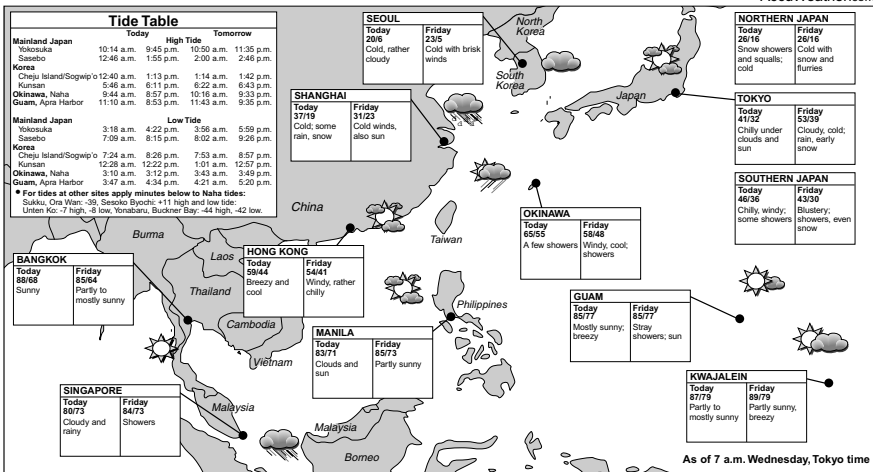 Tide Table
Today Tomorrow
Mainland Japan High Tide
Yokosuka 10:14 a.m. 9:45 p.m. 10:50 a.m. 11:35 p.m.
Sasebo 12:46 a.m. 1:55 p.m. 2:00 a.m. 2:46 p.m.
Korea
Cheju Island/Sogwip'o 12:40 a.m. 1:13 p.m. 1:14 a.m. 1:42 p.m.
Kunsan 5:46 a.m. 6:11 p.m. 6:22 a.m. 6:43 p.m.
Okinawa, Naha 9:44 a.m. 8:57 p.m. 10:16 a.m. 9:33 p.m.
Guam, Apra Harbor 11:10 a.m. 8:53 p.m. 11:43 a.m. 9:35 p.m.
Mainland Japan Low Tide
Yokosuka 3:18 a.m. 4:22 p.m. 3:56 a.m. 5:59 p.m.
Sasebo 7:09 a.m. 8:15 p.m. 8:02 a.m. 9:26 p.m.
Korea
Cheju Island/Sogwip'o 7:24 a.m. 8:26 p.m. 7:53 a.m. 8:57 p.m.
Kunsan 12:28 a.m. 12:22 p.m. 1:01 a.m. 12:57 p.m.
Okinawa, Naha 3:10 a.m. 3:12 p.m. 3:43 a.m. 3:49 p.m.
Guam, Apra Harbor 3:47 a.m. 4:34 p.m. 4:21 a.m. 5:20 p.m.
• For tides at other sites apply minutes below to Naha tides:
Sukku, Ora Wan: -39, Sesoko Byochi: +11 high and low tide:
Unten Ko: -7 high, -8 low, Yonabaru, Buckner Bay: -44 high, -42 low.
SEOUL
Today Friday
20/6 23/5
Cold, rather Cold with brisk
cloudy winds
North
Korea
South
Korea
Japan
NORTHERN JAPAN
Today Friday
26/16 26/16
Snow showers Cold with
and squalls; snow and
cold flurries
SHANGHAI
Today Friday
37/19 31/23
Cold; some Cold winds,
rain, snow also sun
TOKYO
Today Friday
41/32 53/39
Chilly under Cloudy, cold;
clouds and rain, early
sun snow
SOUTHERN JAPAN
Today Friday
46/36 43/30
Chilly, windy; Blustery;
some showers showers, even
snow
China
Taiwan
OKINAWA
Today Friday
65/55 58/48
A few showers Windy, cool;
showers
Burma
Laos
Thailand
Cambodia
Vietnam
HONG KONG
Today Friday
59/44 54/41
Breezy and Windy, rather
cool chilly
BANGKOK
Today Friday
88/68 85/64
Sunny Partly to
mostly sunny
Philippines
GUAM
Today Friday
85/77 85/77
Mostly sunny; Stray
breezy showers; sun
MANILA
Today Friday
83/71 85/73
Clouds and Partly sunny
sun
KWAJALEIN
Today Friday
87/79 89/79
Partly to Partly sunny,
mostly sunny breezy
SINGAPORE
Today Friday
80/73 84/73
Cloudy and Showers
rainy
Malaysia
Malaysia
Borneo
As of 7 a.m. Wednesday, Tokyo time